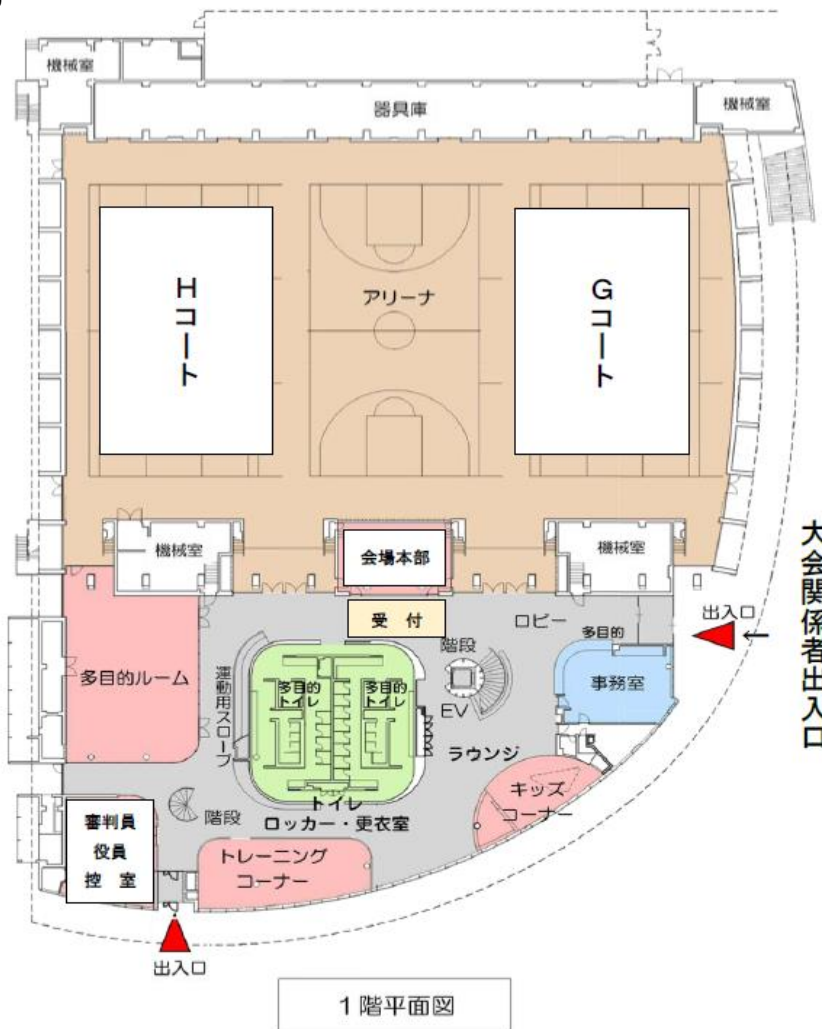 機械室
器具庫
機械室
Hコート
アリーナ
Gコート
機械室
会場本部
機械室
受 付
ロビー
出入口
←
大会関係者出入口
多目的ルーム
運動用スロープ
多目的
トイレ
多目的
トイレ
階段
EV
多目的
事務室
ラウンジ
キッズ
コーナー
トイレ
ロッカー・更衣室
階段
審判員
役員
控 室
トレーニング
コーナー
出入口
1階平面図